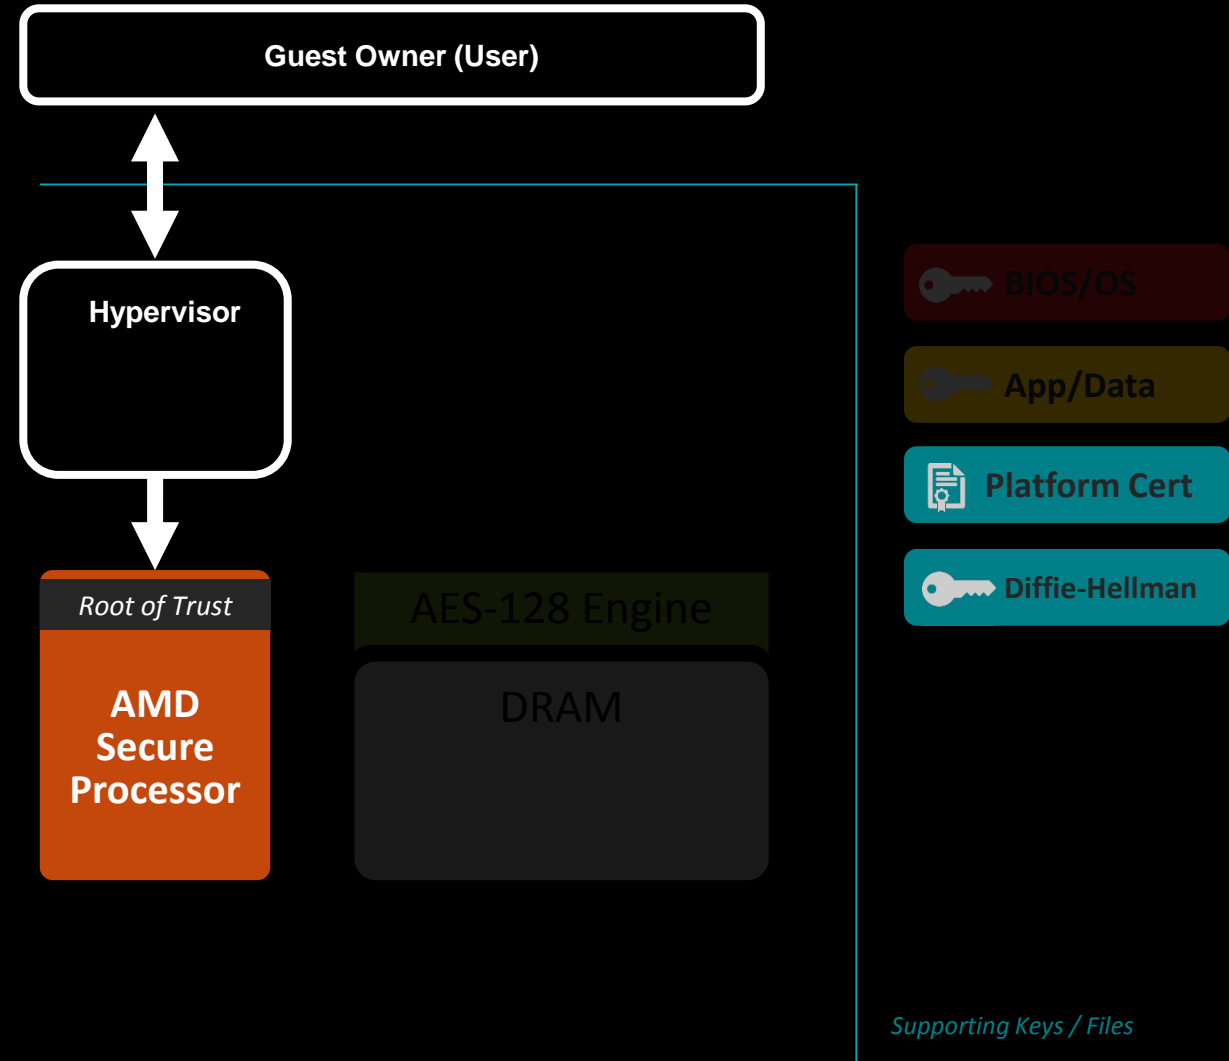 Guest Owner (User)
Hypervisor
BIOS/OS
App/Data
Platform Cert
Diffie-Hellman
Root of Trust
AMD
Secure
Processor
AES-128 Engine
DRAM
Supporting Keys / Files